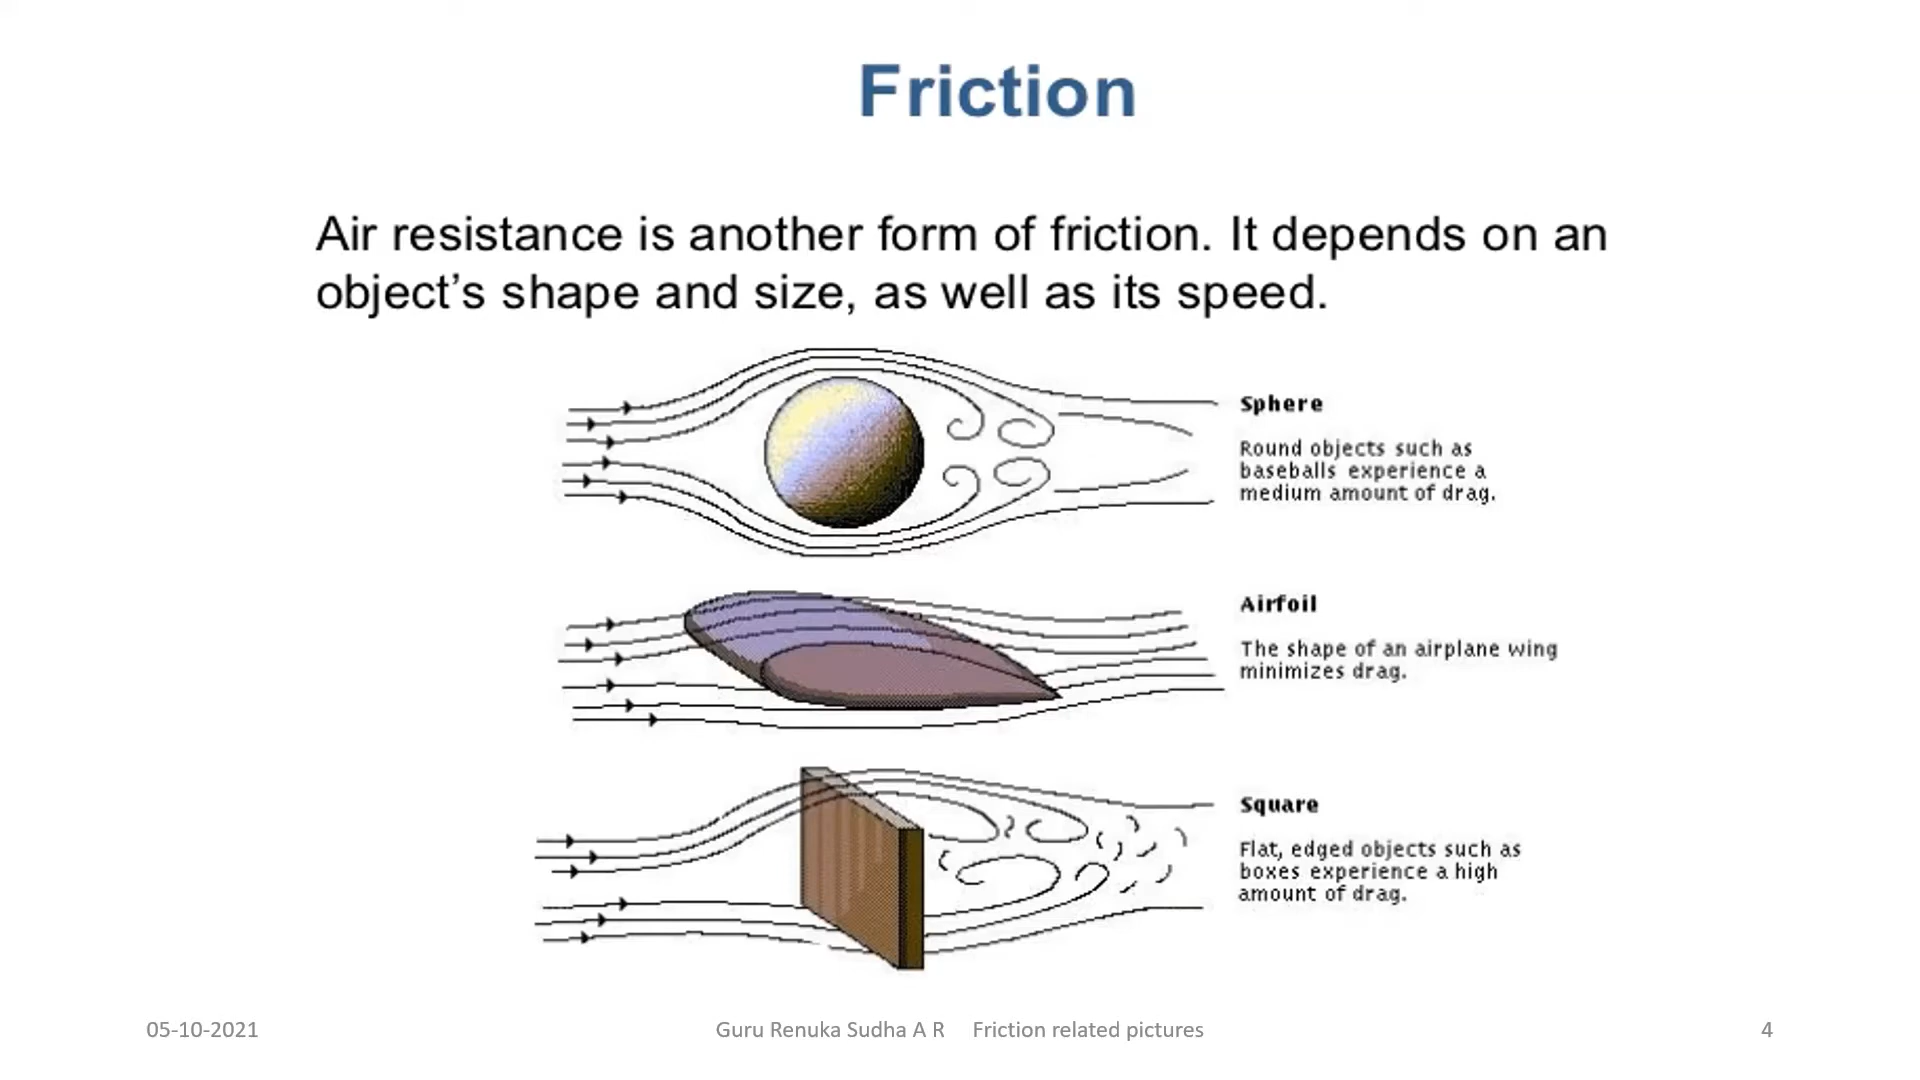 Friction
Air resistance is another form of friction. It depends on an
object’s shape and size, as well as its speed.
Sphere
Round objects such as
baseballs experience a
medium amount of drag.
Airfoil
The shape of an airplane wing
minimizes drag.
Square
Flat, edged objects such as
boxes experience a high
amount of drag.
05-10-2021
Guru Renuka Sudha A R Friction related pictures
4